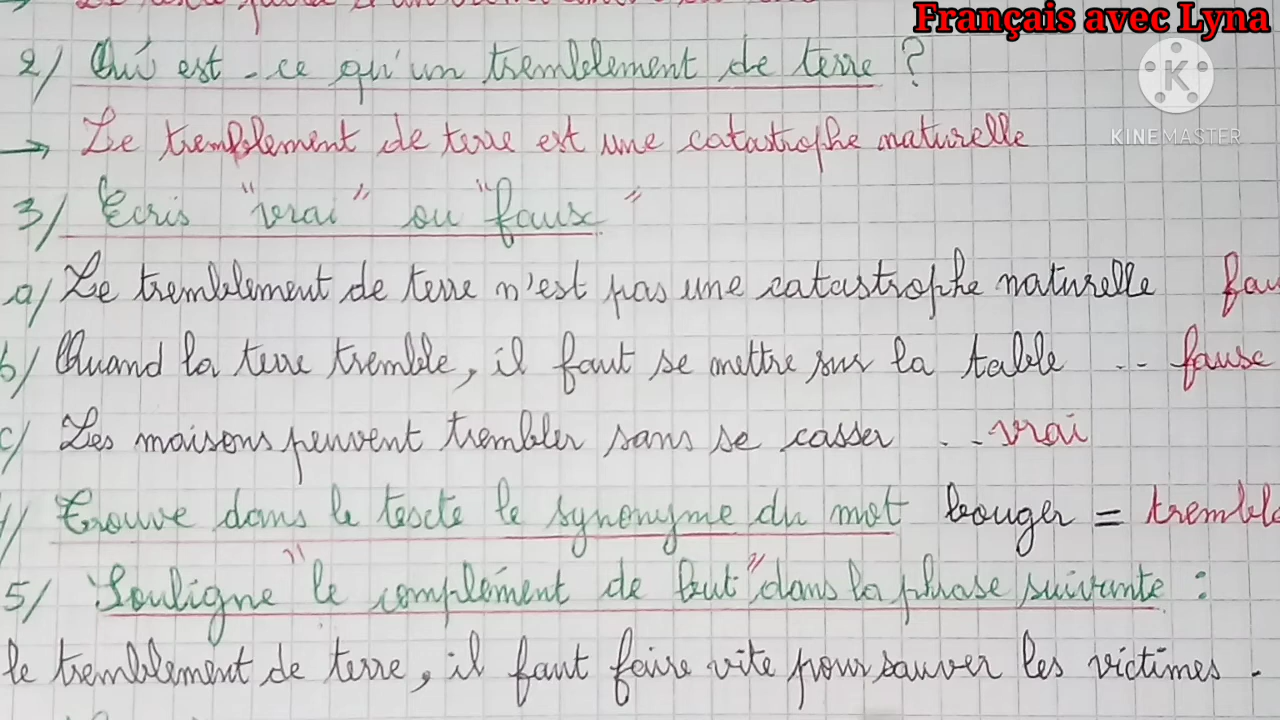 Français avec Lyna
2/ Qu'est-ce qu'un tremblement de terre ?
KINEMASTER
→ Le tremblement de terre est une catastrophe naturelle
3/ Ecris "vrai" ou "faux"
a/ Le tremblement de terre n'est pas une catastrophe naturelle fau
b/ Quand la terre tremble, il faut se mettre sur la table ... faux
c/ Les maisons peuvent trembler sans se casser ... vrai
/ Trouve dans le texte le synonyme du mot bouger = tremble
5/ Souligne "le complément de but" dans la phrase suivante :
le tremblement de terre, il faut faire vite pour sauver les victimes.